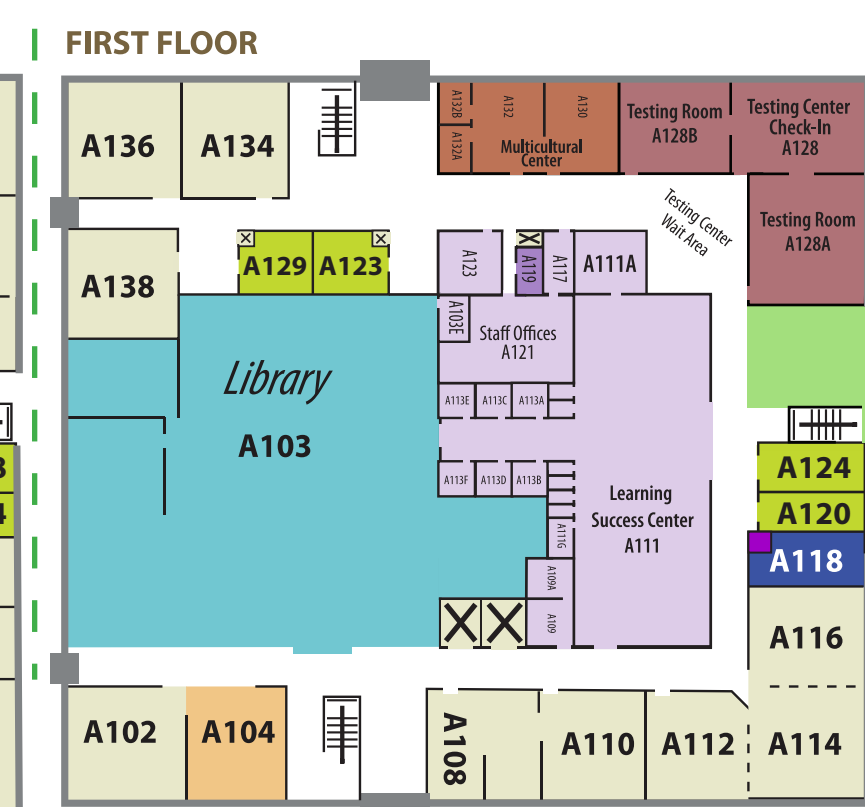 FIRST FLOOR
A136
A134
A132B
A132A
A132
A130
Multicultural
Center
Testing Room
A128B
Testing Center
Check-In
A128
Testing Room
A128A
Testing Center
Wait Area
A138
A129
A123
A123
A119
A117
A111A
A103E
Staff Offices
A121
Library
A103
A113E
A113C
A113A
A113F
A113D
A113B
A111G
A109A
A109
Learning
Success Center
A111
A124
A120
A118
A116
A114
A102
A104
A108
A110
A112